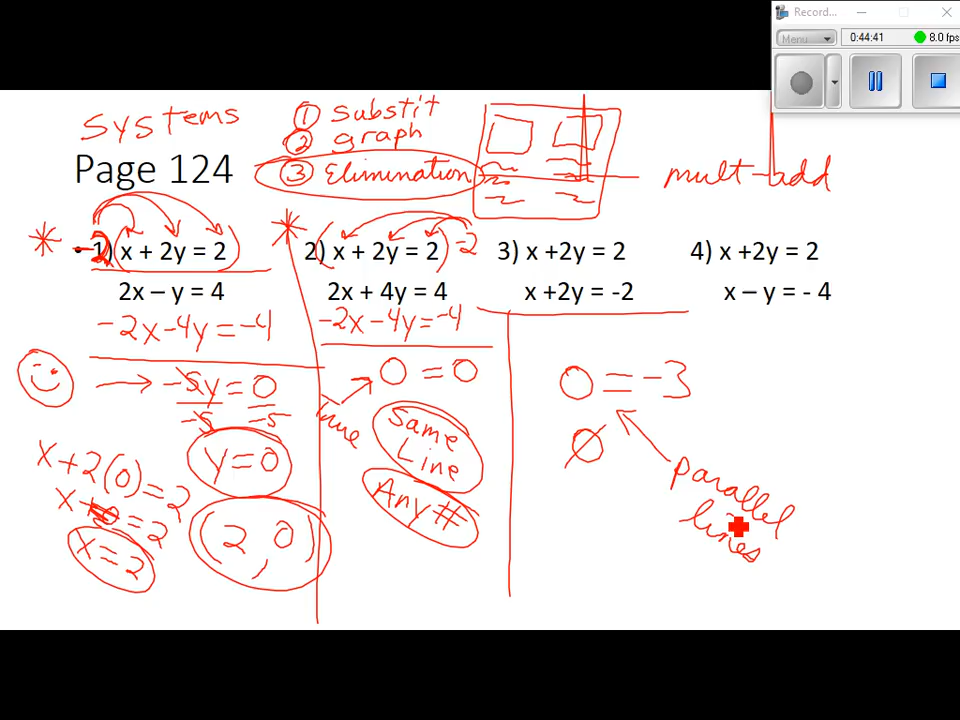 Record...
Menu
0:44:41
8.0 fps
Systems
① Substit
② graph
③ Elimination
mult-add
Page 124
-2
• 1) (x + 2y = 2)
2x – y = 4
-2x-4y=-4
-5y = 0
-5 -5
y=0
x+2(0)=2
x+0=2
x=2
(2, 0)
2) (x + 2y = 2) -2
2x + 4y = 4
-2x-4y=-4
0 = 0
True
Same
Line
Any #
3) x +2y = 2
x +2y = -2
0 = -3
Ø
parallel
lines
4) x +2y = 2
x – y = - 4